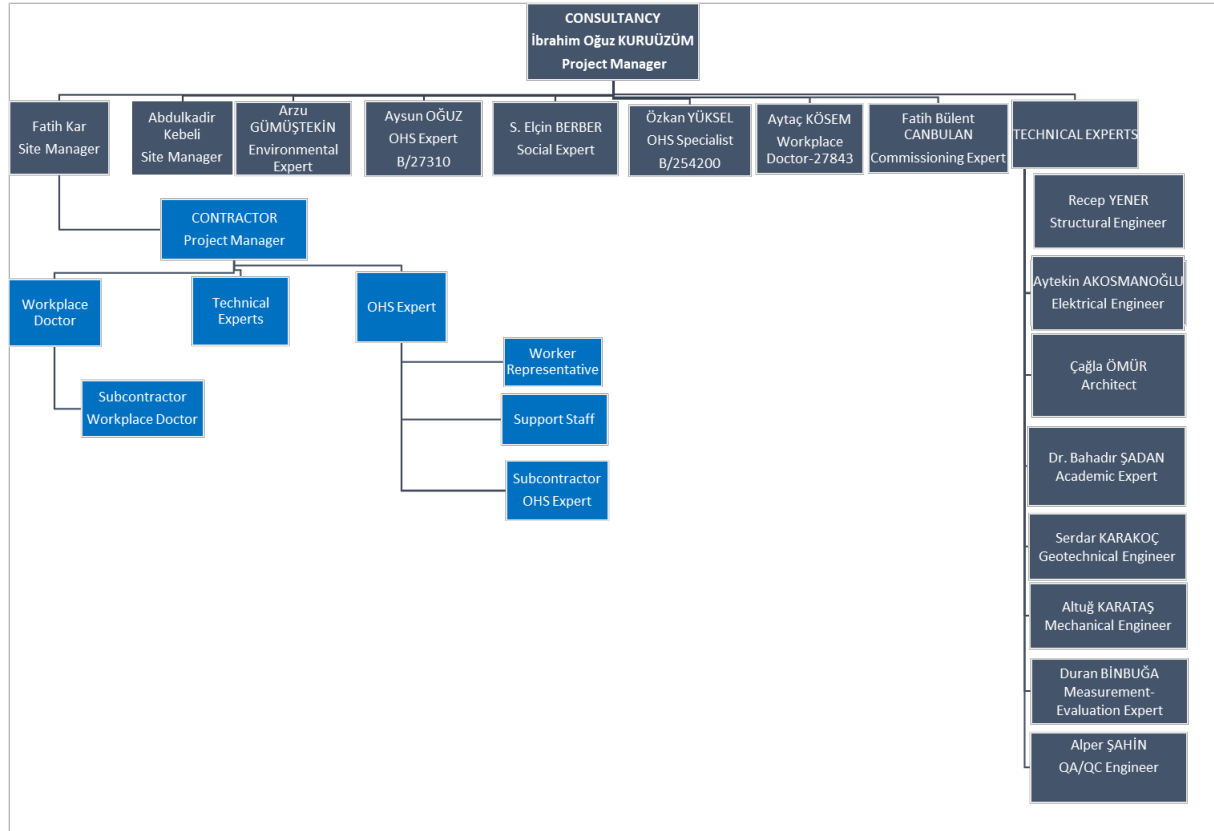 CONSULTANCY
İbrahim Oğuz KURUÜZÜM
Project Manager
Fatih Kar
Site Manager
Abdulkadir
Kebeli
Site Manager
Arzu
GÜMÜŞTEKİN
Environmental
Expert
Aysun OĞUZ
OHS Expert
B/27310
S. Elçin BERBER
Social Expert
Özkan YÜKSEL
OHS Specialist
B/254200
Aytaç KÖSEM
Workplace
Doctor-27843
Fatih Bülent
CANBULAN
Commissioning Expert
TECHNICAL EXPERTS
CONTRACTOR
Project Manager
Workplace
Doctor
Technical
Experts
OHS Expert
Subcontractor
Workplace Doctor
Worker
Representative
Support Staff
Subcontractor
OHS Expert
Recep YENER
Structural Engineer
Aytekin AKOSMANOĞLU
Elektrical Engineer
Çağla ÖMÜR
Architect
Dr. Bahadır ŞADAN
Academic Expert
Serdar KARAKOÇ
Geotechnical Engineer
Altuğ KARATAŞ
Mechanical Engineer
Duran BİNBUĞA
Measurement-
Evaluation Expert
Alper ŞAHİN
QA/QC Engineer